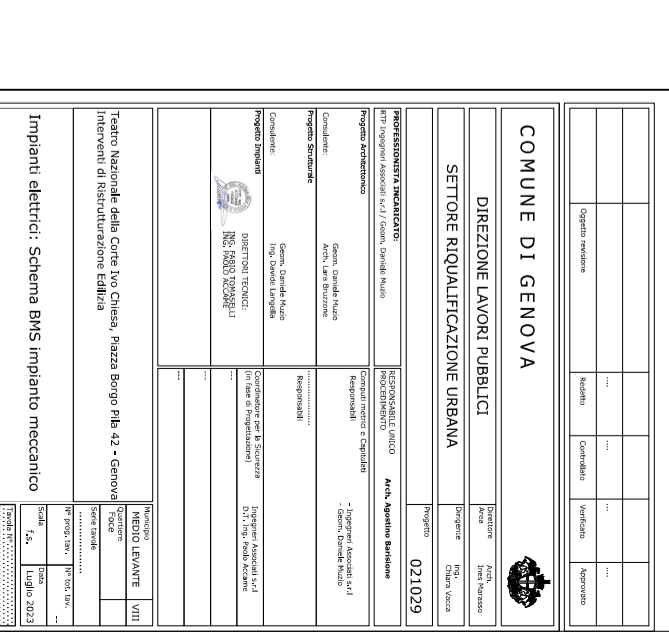 Oggetto revisione
Redatto
Controllato
Verificato
Approvato
....
....
...
....
COMUNE DI GENOVA
DIREZIONE LAVORI PUBBLICI
Direttore
Area
Arch.
Ines Marasso
SETTORE RIQUALIFICAZIONE URBANA
Dirigente
ing.
Chiara Vacca
Progetto
021029
PROFESSIONISTA INCARICATO:
RTP Ingegneri Associati s.r.l / Geom. Daniele Muzio
RESPONSABILE UNICO
PROCEDIMENTO
Arch. Agostino Barisione
Progetto Architettonico
Geom. Daniele Muzio
Consulente:
Arch. Lara Bruzzone
Computi metrici e Capitolati
Responsabili
- Ingegneri Associati s.r.l
- Geom. Daniele Muzio
Progetto Strutturale
Geom. Daniele Muzio
Consulente:
Ing. Davide Langella
.................
Responsabili
Progetto Impianti
DIRETTORI TECNICI:
ING. FABIO TOMASELLI
ING. PAOLO ACCAME
Coordinatore per la Sicurezza
(in fase di Progettazione)
Ingegneri Associati s.r.l
D.T. Ing. Paolo Accame
---
---
---
Teatro Nazionale della Corte Ivo Chiesa, Piazza Borgo Pila 42 - Genova
Interventi di Ristrutturazione Edilizia
Municipio
MEDIO LEVANTE
VIII
Quartiere
Foce
Serie tavole
..................
N° prog. tav.
N° tot. tav.
--
Impianti elettrici: Schema BMS impianto meccanico
Scala
f.s.
Data
Luglio 2023
Tavola N°